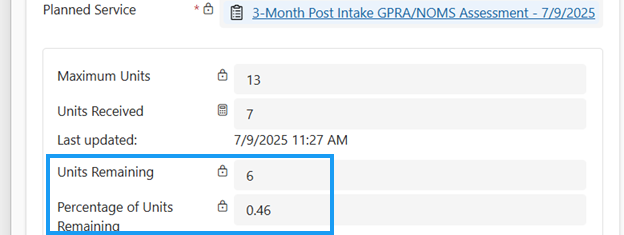 Planned Service * 3-Month Post Intake GPRA/NOMS Assessment - 7/9/2025
Maximum Units 13
Units Received 7
Last updated: 7/9/2025 11:27 AM
Units Remaining 6
Percentage of Units 0.46
Remaining